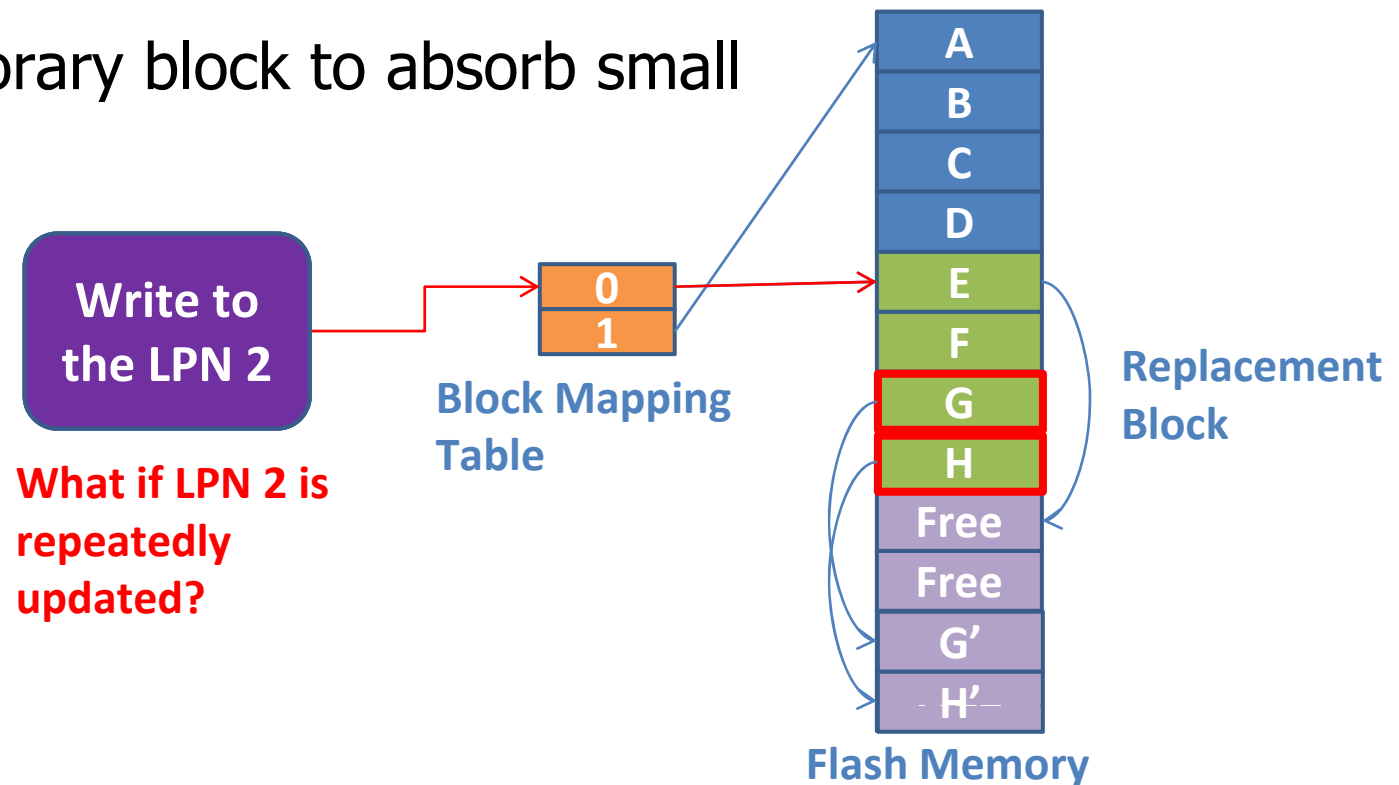 orary block to absorb small
Write to
the LPN 2
What if LPN 2 is
repeatedly
updated?
0
1
Block Mapping
Table
A
B
C
D
E
F
G
H
Free
Free
G’
H’
Flash Memory
Replacement
Block